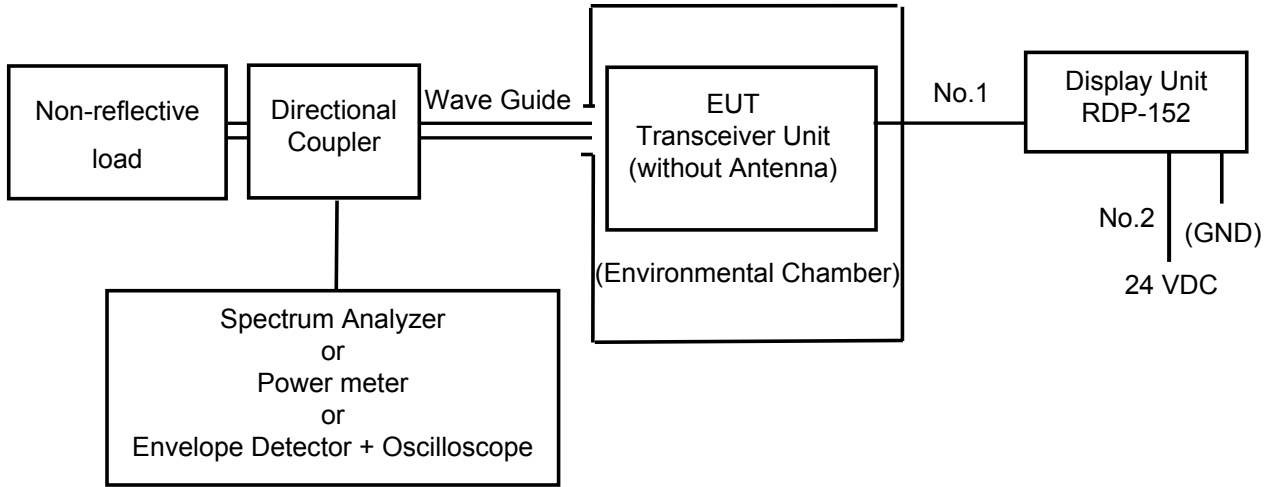 Non-reflective
load
Directional
Coupler
Wave Guide
EUT
Transceiver Unit
(without Antenna)
(Environmental Chamber)
No.1
Display Unit
RDP-152
No.2
(GND)
24 VDC
Spectrum Analyzer
or
Power meter
or
Envelope Detector + Oscilloscope